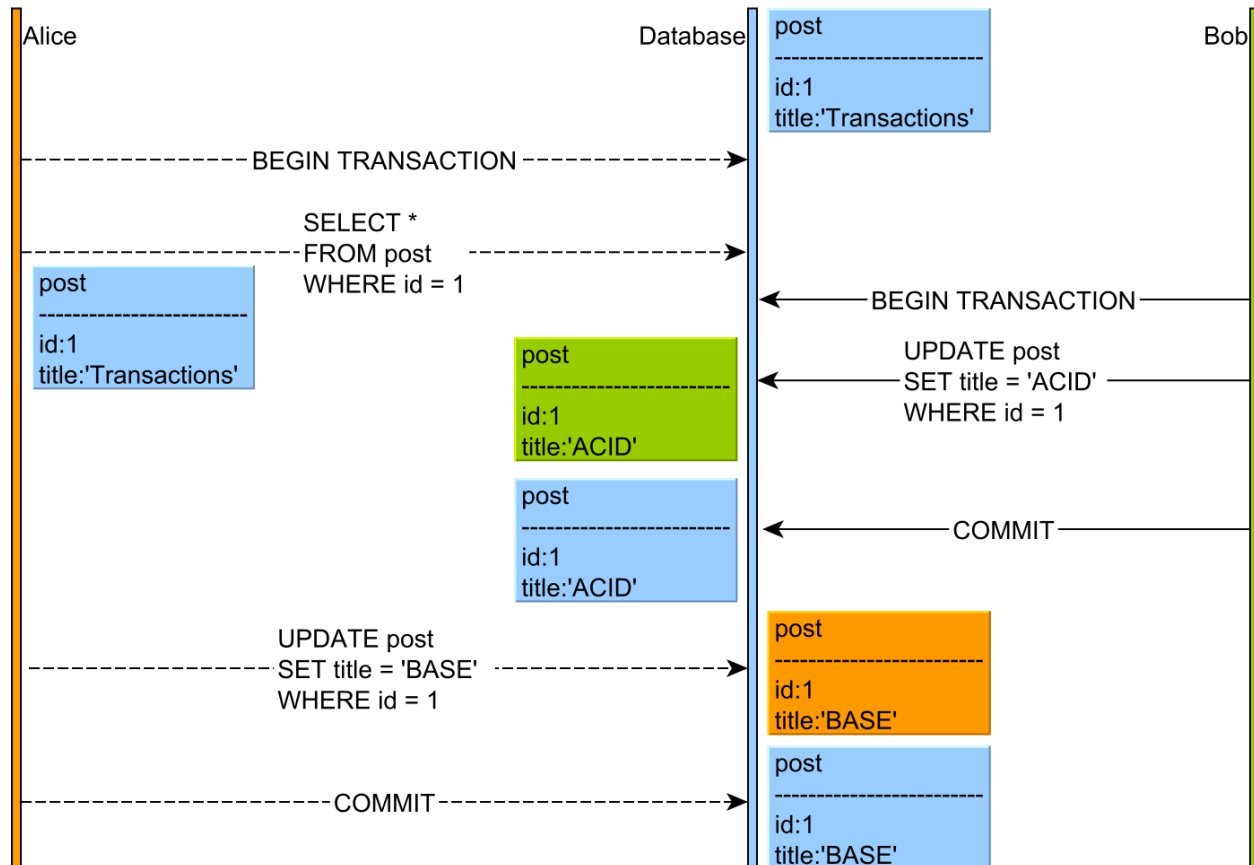 Alice
Database
post
-------------------------
id:1
title:'Transactions'
Bob
BEGIN TRANSACTION
SELECT *
FROM post
WHERE id = 1
post
-------------------------
id:1
title:'Transactions'
BEGIN TRANSACTION
UPDATE post
SET title = 'ACID'
WHERE id = 1
post
-------------------------
id:1
title:'ACID'
post
-------------------------
id:1
title:'ACID'
COMMIT
UPDATE post
SET title = 'BASE'
WHERE id = 1
post
-------------------------
id:1
title:'BASE'
COMMIT
post
-------------------------
id:1
title:'BASE'